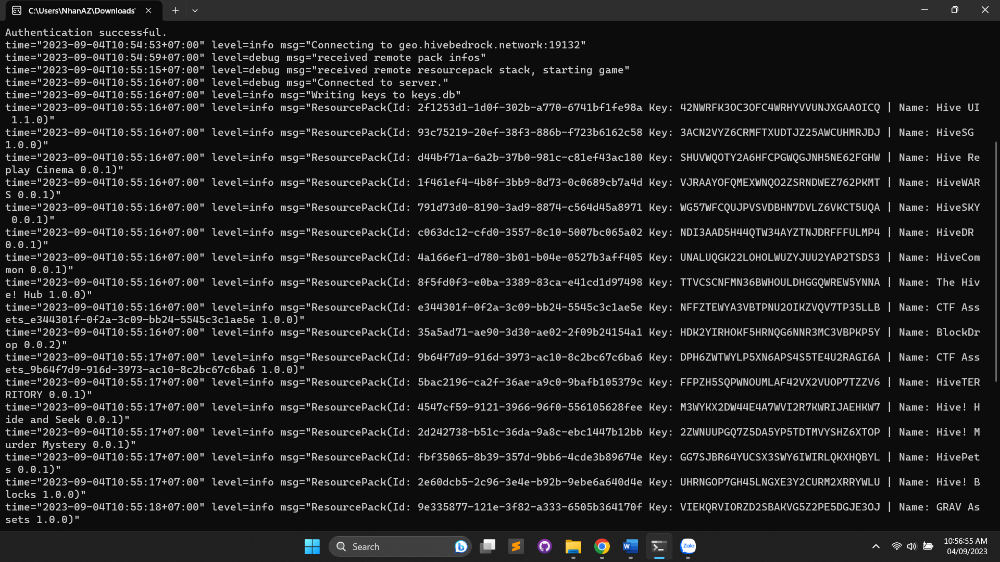 C:\Users\NhanAZ\Downloads'
Authentication successful.
time="2023-09-04T10:54:53+07:00" level=info msg="Connecting to geo.hivebedrock.network:19132"
time="2023-09-04T10:54:59+07:00" level=debug msg="received remote pack infos"
time="2023-09-04T10:55:15+07:00" level=debug msg="received remote resourcepack stack, starting game"
time="2023-09-04T10:55:16+07:00" level=debug msg="Connected to server."
time="2023-09-04T10:55:16+07:00" level=info msg="Writing keys to keys.db"
time="2023-09-04T10:55:16+07:00" level=info msg="ResourcePack(Id: 2f1253d1-1d0f-302b-a770-6741bf1fe98a Key: 42NWRFK3OC3OFC4WRHYVVUNJXGAAOICQ | Name: Hive UI
1.1.0)"
time="2023-09-04T10:55:16+07:00" level=info msg="ResourcePack(Id: 93c75219-20ef-38f3-886b-f723b6162c58 Key: 3ACN2VYZ6CRMFTXUDTJZ25AWCUHMRJDJ | Name: HiveSG
1.0.0)"
time="2023-09-04T10:55:16+07:00" level=info msg="ResourcePack(Id: d44bf71a-6a2b-37b0-981c-c81ef43ac180 Key: SHUVWQOTY2A6HFCPGWQGJNH5NE62FGHW | Name: Hive Re
play Cinema 0.0.1)"
time="2023-09-04T10:55:16+07:00" level=info msg="ResourcePack(Id: 1f461ef4-4b8f-3bb9-8d73-0c0689cb7a4d Key: VJRAAYOFQMEXWNQO2ZSRNDWEZ762PKMT | Name: HiveWAR
S 0.0.1)"
time="2023-09-04T10:55:16+07:00" level=info msg="ResourcePack(Id: 791d73d0-8190-3ad9-8874-c564d45a8971 Key: WG57WFCQUJPVSVDBHN7DVLZ6VKCT5UQA | Name: HiveSKY
0.0.1)"
time="2023-09-04T10:55:16+07:00" level=info msg="ResourcePack(Id: c063dc12-cfd0-3557-8c10-5007bc065a02 Key: NDI3AAD5H44QTW34AYZTNJDRFFFULMP4 | Name: HiveDR
0.0.1)"
time="2023-09-04T10:55:16+07:00" level=info msg="ResourcePack(Id: 4a166ef1-d780-3b01-b04e-0527b3aff405 Key: UNALUQGK22LOHOLWUZYJUU2YAP2TSDS3 | Name: HiveCom
mon 0.0.1)"
time="2023-09-04T10:55:16+07:00" level=info msg="ResourcePack(Id: 8f5fd0f3-e0ba-3389-83ca-e41cd1d97498 Key: TTVCSCNFMN36BWHOULDHGGQWREW5YNNA | Name: The Hiv
e! Hub 1.0.0)"
time="2023-09-04T10:55:16+07:00" level=info msg="ResourcePack(Id: e344301f-0f2a-3c09-bb24-5545c3c1ae5e Key: NFFZTEWYA3VBTPNU2OIKZVQV7TP35LLB | Name: CTF Ass
ets_e344301f-0f2a-3c09-bb24-5545c3c1ae5e 1.0.0)"
time="2023-09-04T10:55:16+07:00" level=info msg="ResourcePack(Id: 35a5ad71-ae90-3d30-ae02-2f09b24154a1 Key: HDK2YIRHOKF5HRNQG6NNR3MC3VBPKP5Y | Name: BlockDr
op 0.0.2)"
time="2023-09-04T10:55:17+07:00" level=info msg="ResourcePack(Id: 9b64f7d9-916d-3973-ac10-8c2bc67c6ba6 Key: DPH6ZWTWYLP5XN6APS4S5TE4U2RAGI6A | Name: CTF Ass
ets_9b64f7d9-916d-3973-ac10-8c2bc67c6ba6 1.0.0)"
time="2023-09-04T10:55:17+07:00" level=info msg="ResourcePack(Id: 5bac2196-ca2f-36ae-a9c0-9bafb105379c Key: FFPZH5SQPWNOUMLAF42VX2VUOP7TZZV6 | Name: HiveTER
RITORY 0.0.1)"
time="2023-09-04T10:55:17+07:00" level=info msg="ResourcePack(Id: 4547cf59-9121-3966-96f0-556105628fee Key: M3WYKX2DW44E4A7WVI2R7KWRIJAEHKW7 | Name: Hive! H
ide and Seek 0.0.1)"
time="2023-09-04T10:55:17+07:00" level=info msg="ResourcePack(Id: 2d242738-b51c-36da-9a8c-ebc1447b12bb Key: 2ZWNUUPGQ7Z5DA5YP5TDTMVYSHZ6XTOP | Name: Hive! M
urder Mystery 0.0.1)"
time="2023-09-04T10:55:17+07:00" level=info msg="ResourcePack(Id: fbf35065-8b39-357d-9bb6-4cde3b89674e Key: GG7SJBR64YUCSX3SWY6IWIRLQKXHQBYL | Name: HivePet
s 0.0.1)"
time="2023-09-04T10:55:17+07:00" level=info msg="ResourcePack(Id: 2e60dcb5-2c96-3e4e-b92b-9ebe6a640d4e Key: UHRNGOP7GH45LNGXE3Y2CURM2XRRYWLU | Name: Hive! B
locks 1.0.0)"
time="2023-09-04T10:55:18+07:00" level=info msg="ResourcePack(Id: 9e335877-121e-3f82-a333-6505b364170f Key: VIEKQRVIORZD2SBAKVG5Z2PE5DGJE3OJ | Name: GRAV As
sets 1.0.0)"
Search
Zalo
10:56:55 AM
04/09/2023